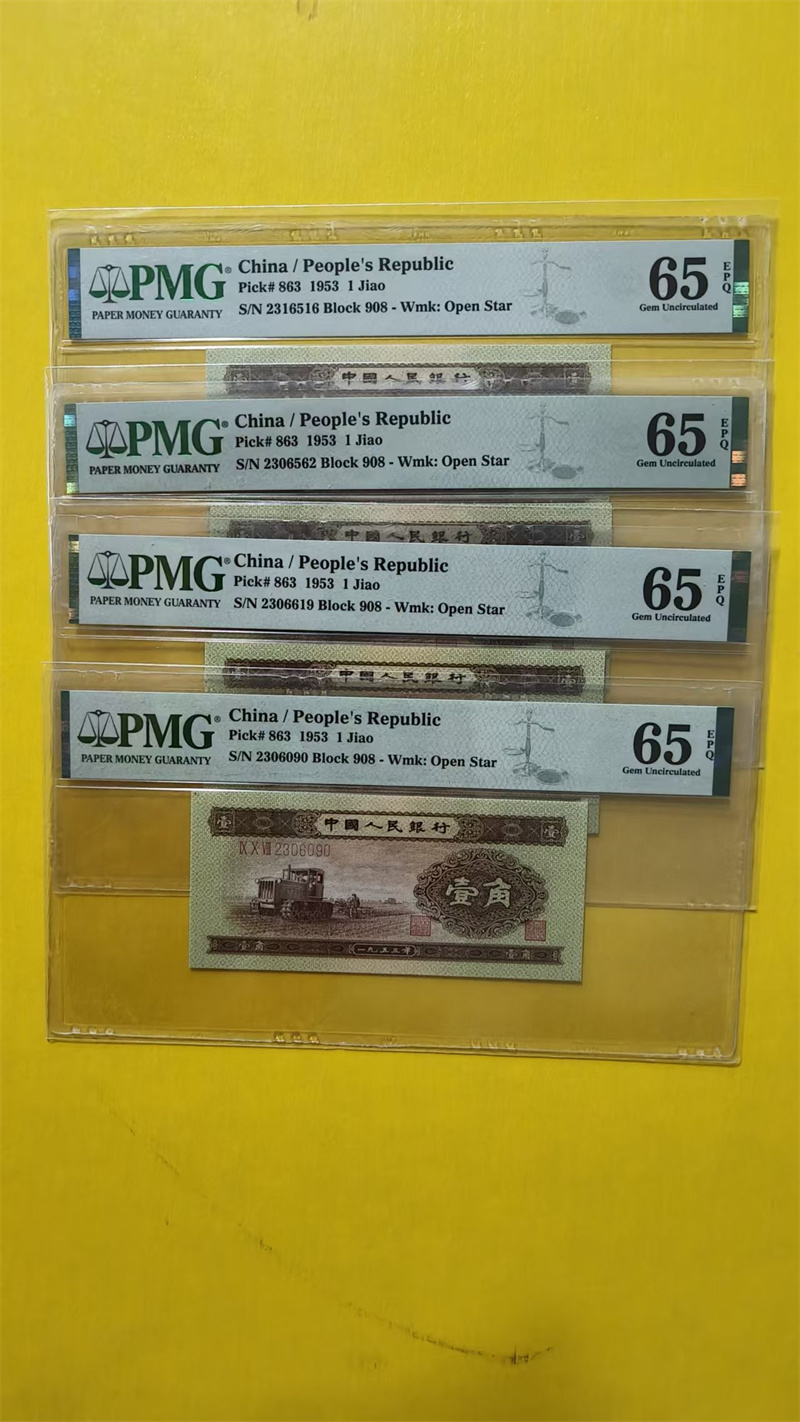 PMG®
PAPER MONEY GUARANTY
China / People's Republic
Pick# 863 1953 1 Jiao
S/N 2316516 Block 908 - Wmk: Open Star
65
EPQ
Gem Uncirculated
中國人民銀行
PMG®
PAPER MONEY GUARANTY
China / People's Republic
Pick# 863 1953 1 Jiao
S/N 2306562 Block 908 - Wmk: Open Star
65
EPQ
Gem Uncirculated
中國人民銀行
PMG®
PAPER MONEY GUARANTY
China / People's Republic
Pick# 863 1953 1 Jiao
S/N 2306619 Block 908 - Wmk: Open Star
65
EPQ
Gem Uncirculated
中國人民銀行
PMG®
PAPER MONEY GUARANTY
China / People's Republic
Pick# 863 1953 1 Jiao
S/N 2306090 Block 908 - Wmk: Open Star
65
EPQ
Gem Uncirculated
壹 中國人民銀行 壹
IX X VIII 2306090
壹角
壹角 一九五三年 壹角